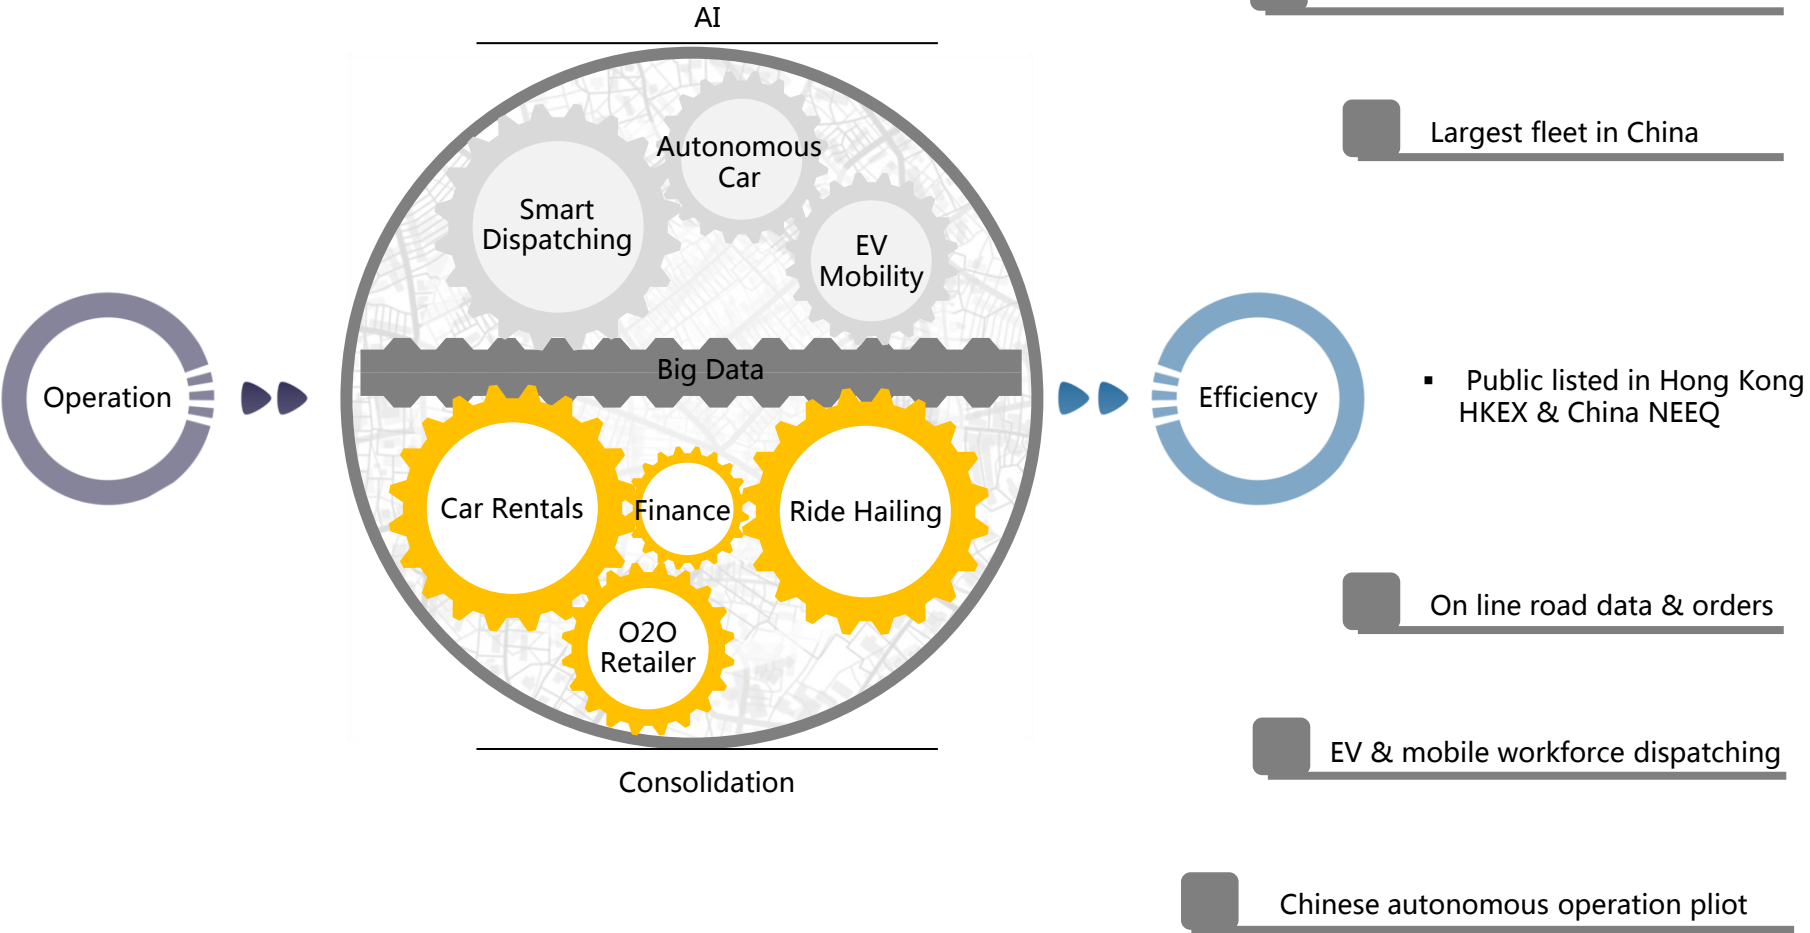 AI
Autonomous
Car
Smart
Dispatching
EV
Mobility
Big Data
Operation
Car Rentals
Finance
Ride Hailing
O2O
Retailer
Consolidation
Efficiency
Largest fleet in China
▪ Public listed in Hong Kong
HKEX & China NEEQ
On line road data & orders
EV & mobile workforce dispatching
Chinese autonomous operation pliot